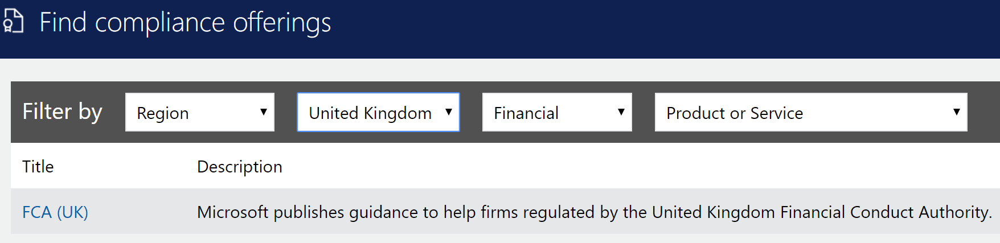 Find compliance offerings
Filter by Region United Kingdom Financial Product or Service
Title Description
FCA (UK) Microsoft publishes guidance to help firms regulated by the United Kingdom Financial Conduct Authority.